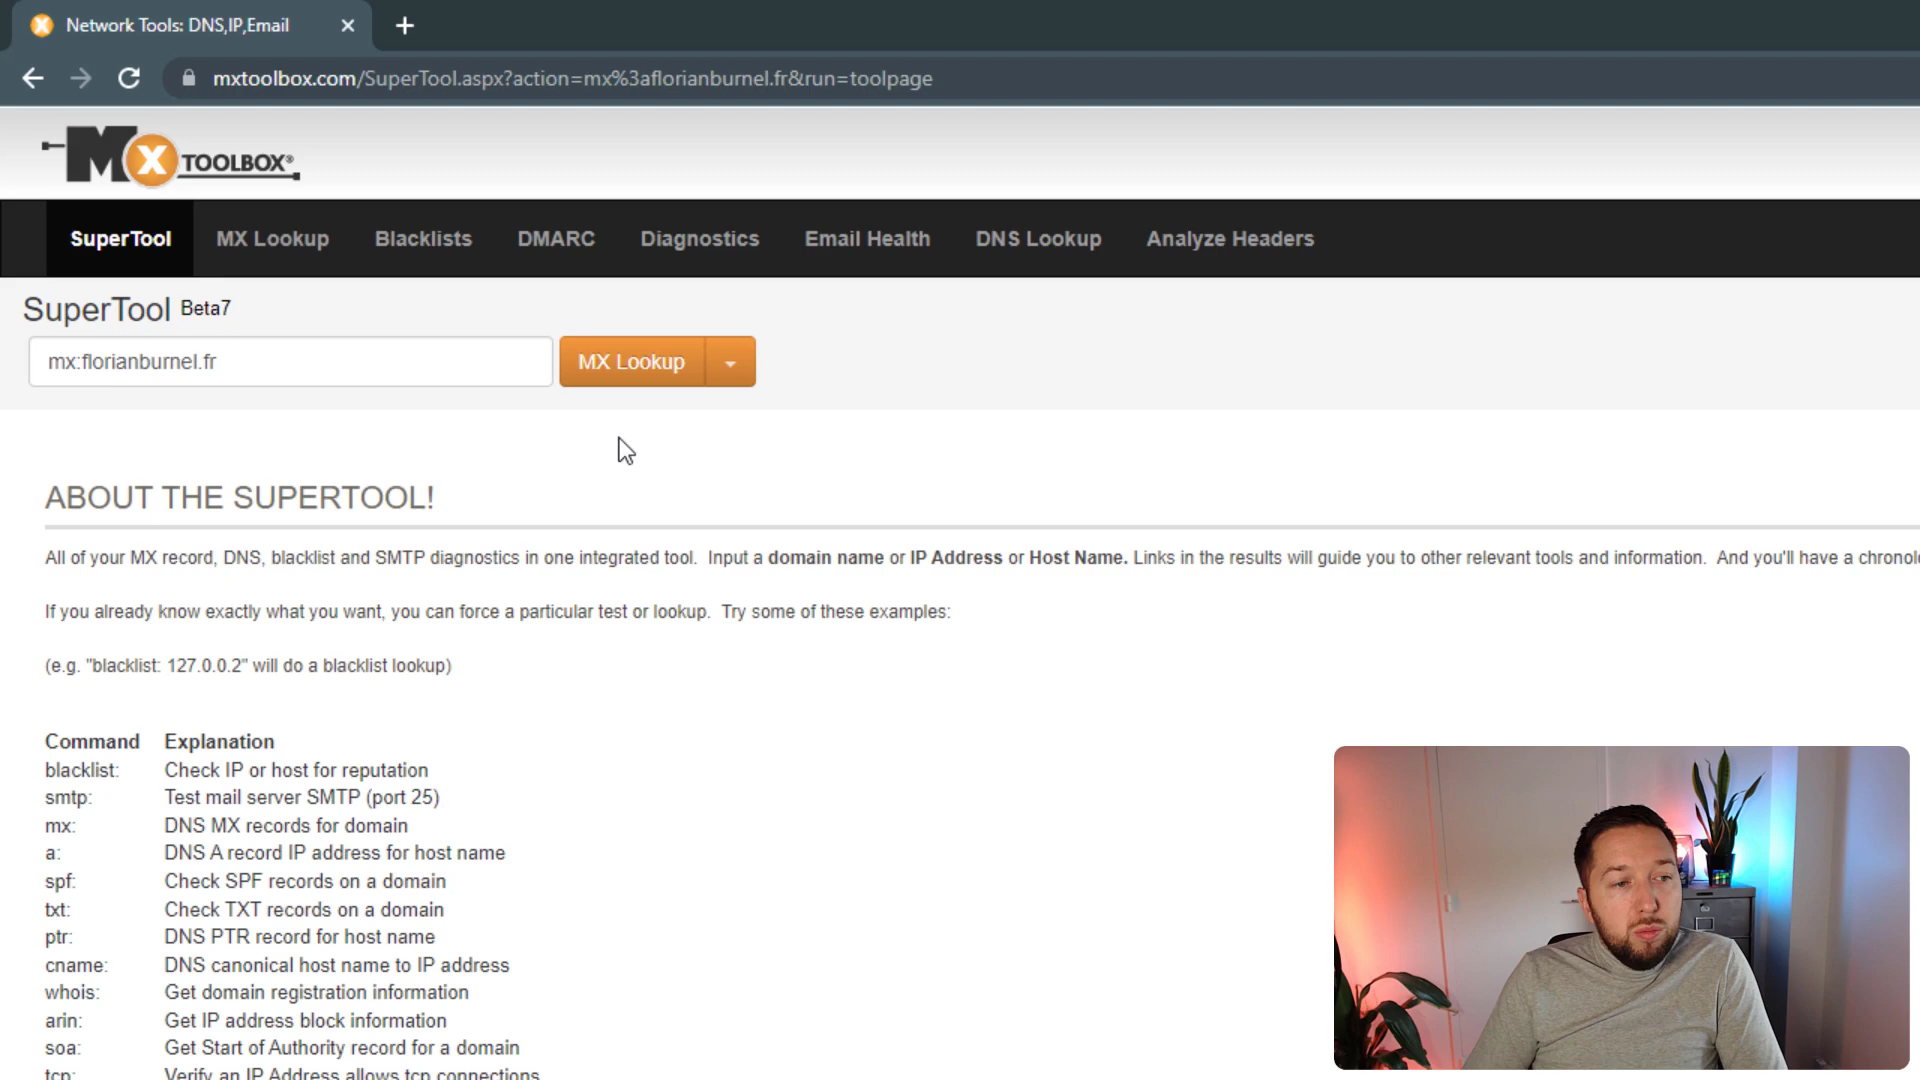 Network Tools: DNS,IP,Email
mxtoolbox.com/SuperTool.aspx?action=mx%3aflorianburnel.fr&run=toolpage
MX TOOLBOX®
SuperTool MX Lookup Blacklists DMARC Diagnostics Email Health DNS Lookup Analyze Headers
SuperTool Beta7
mx:florianburnel.fr MX Lookup
ABOUT THE SUPERTOOL!
All of your MX record, DNS, blacklist and SMTP diagnostics in one integrated tool. Input a domain name or IP Address or Host Name. Links in the results will guide you to other relevant tools and information. And you'll have a chronol
If you already know exactly what you want, you can force a particular test or lookup. Try some of these examples:
(e.g. "blacklist: 127.0.0.2" will do a blacklist lookup)
Command Explanation
blacklist: Check IP or host for reputation
smtp: Test mail server SMTP (port 25)
mx: DNS MX records for domain
a: DNS A record IP address for host name
spf: Check SPF records on a domain
txt: Check TXT records on a domain
ptr: DNS PTR record for host name
cname: DNS canonical host name to IP address
whois: Get domain registration information
arin: Get IP address block information
soa: Get Start of Authority record for a domain
tcp: Verify an IP Address allows tcp connections